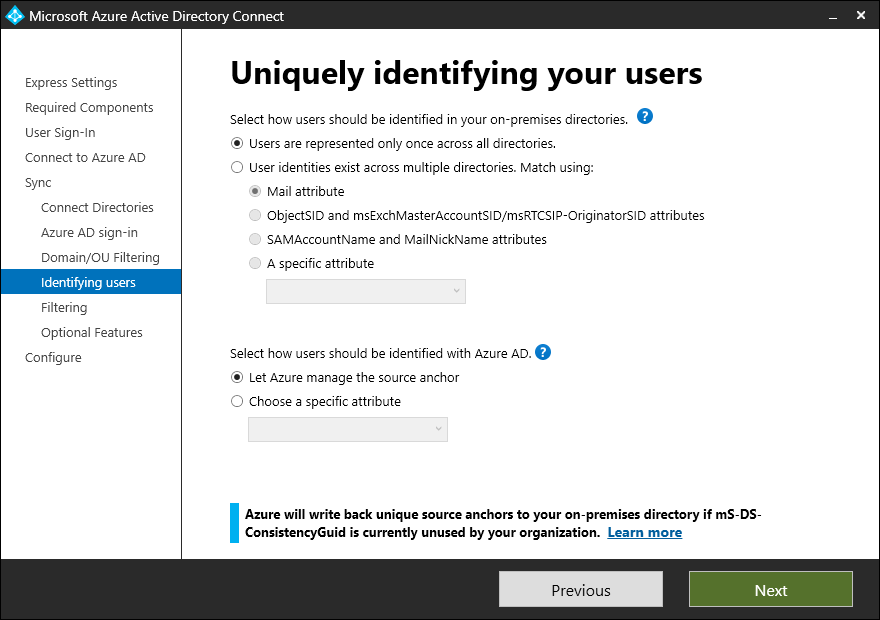 Microsoft Azure Active Directory Connect
Express Settings
Required Components
User Sign-In
Connect to Azure AD
Sync
Connect Directories
Azure AD sign-in
Domain/OU Filtering
Identifying users
Filtering
Optional Features
Configure
Uniquely identifying your users
Select how users should be identified in your on-premises directories. ?
Users are represented only once across all directories.
User identities exist across multiple directories. Match using:
Mail attribute
ObjectSID and msExchMasterAccountSID/msRTCSIP-OriginatorSID attributes
SAMAccountName and MailNickName attributes
A specific attribute
Select how users should be identified with Azure AD. ?
Let Azure manage the source anchor
Choose a specific attribute
Azure will write back unique source anchors to your on-premises directory if mS-DS-
ConsistencyGuid is currently unused by your organization. Learn more
Previous
Next